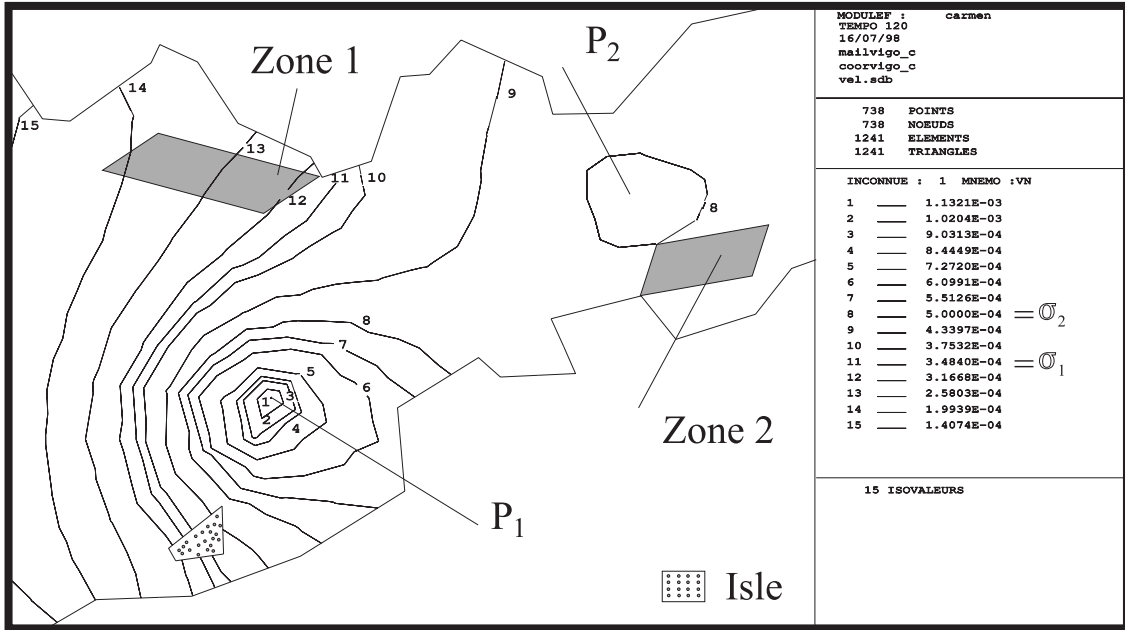 Zone 1
P2
14
15
13
9
11
10
12
8
8
7
5
6
1
3
2
4
P1
Zone 2
Isle
MODULEF : carmen
TEMPO 120
16/07/98
mailvigo_c
coorvigo_c
vel.sdb
738 POINTS
738 NOEUDS
1241 ELEMENTS
1241 TRIANGLES
INCONNUE : 1 MNEMO :VN
1 1.1321E-03
2 1.0204E-03
3 9.0313E-04
4 8.4449E-04
5 7.2720E-04
6 6.0991E-04
7 5.5126E-04
8 5.0000E-04 = σ2
9 4.3397E-04
10 3.7532E-04
11 3.4840E-04 = σ1
12 3.1668E-04
13 2.5803E-04
14 1.9939E-04
15 1.4074E-04
15 ISOVALEURS